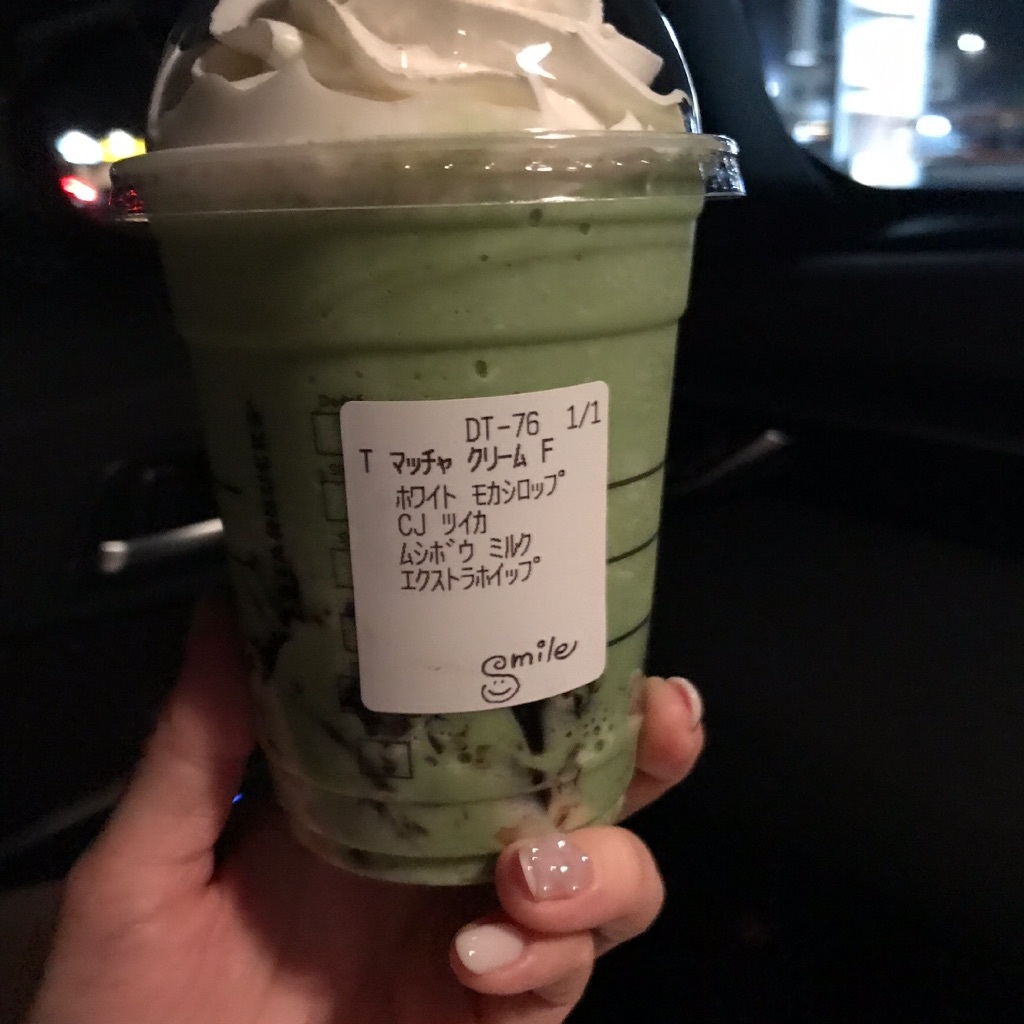 DT-76 1/1
T マッチャ クリーム F
ホワイト モカシロップ
CJ ツイカ
ムシボウ ミルク
エクストラホイップ
Smile